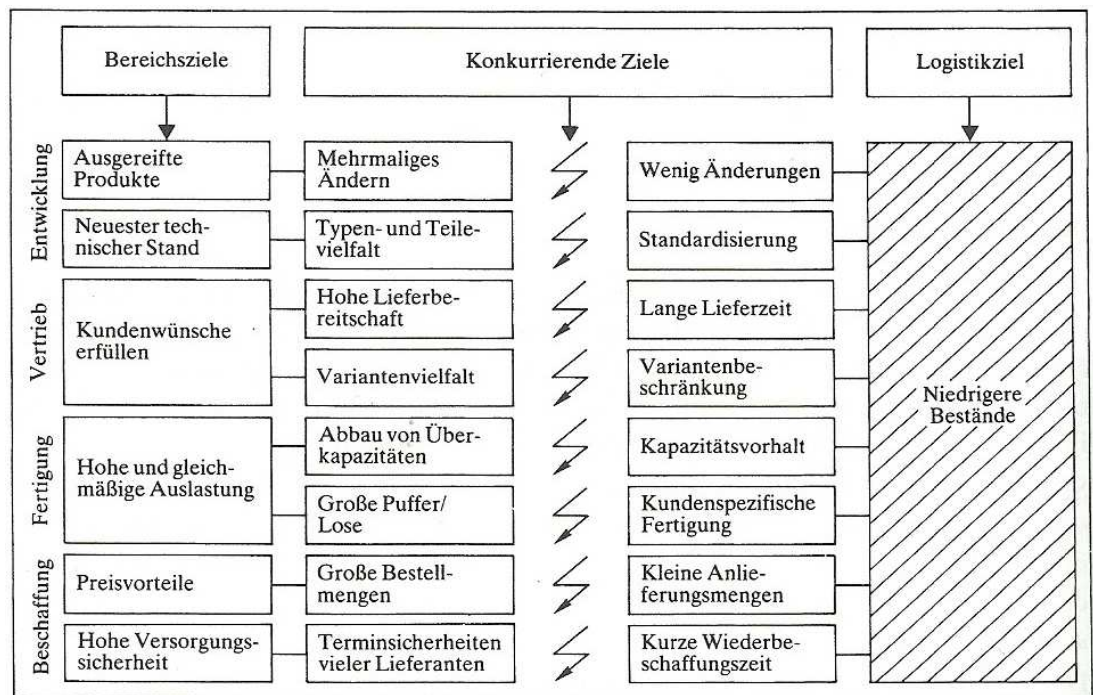 Bereichsziele
Konkurrierende Ziele
Logistikziel
Entwicklung
Ausgereifte
Produkte
Mehrmaliges
Ändern
Wenig Änderungen
Neuester tech-
nischer Stand
Typen- und Teile-
vielfalt
Standardisierung
Vertrieb
Kundenwünsche
erfüllen
Hohe Lieferbe-
reitschaft
Lange Lieferzeit
Variantenvielfalt
Variantenbe-
schränkung
Niedrigere
Bestände
Fertigung
Hohe und gleich-
mäßige Auslastung
Abbau von Über-
kapazitäten
Kapazitätsvorhalt
Große Puffer/
Lose
Kundenspezifische
Fertigung
Beschaffung
Preisvorteile
Große Bestell-
mengen
Kleine Anlie-
ferungsmengen
Hohe Versorgungs-
sicherheit
Terminsicherheiten
vieler Lieferanten
Kurze Wiederbe-
schaffungszeit